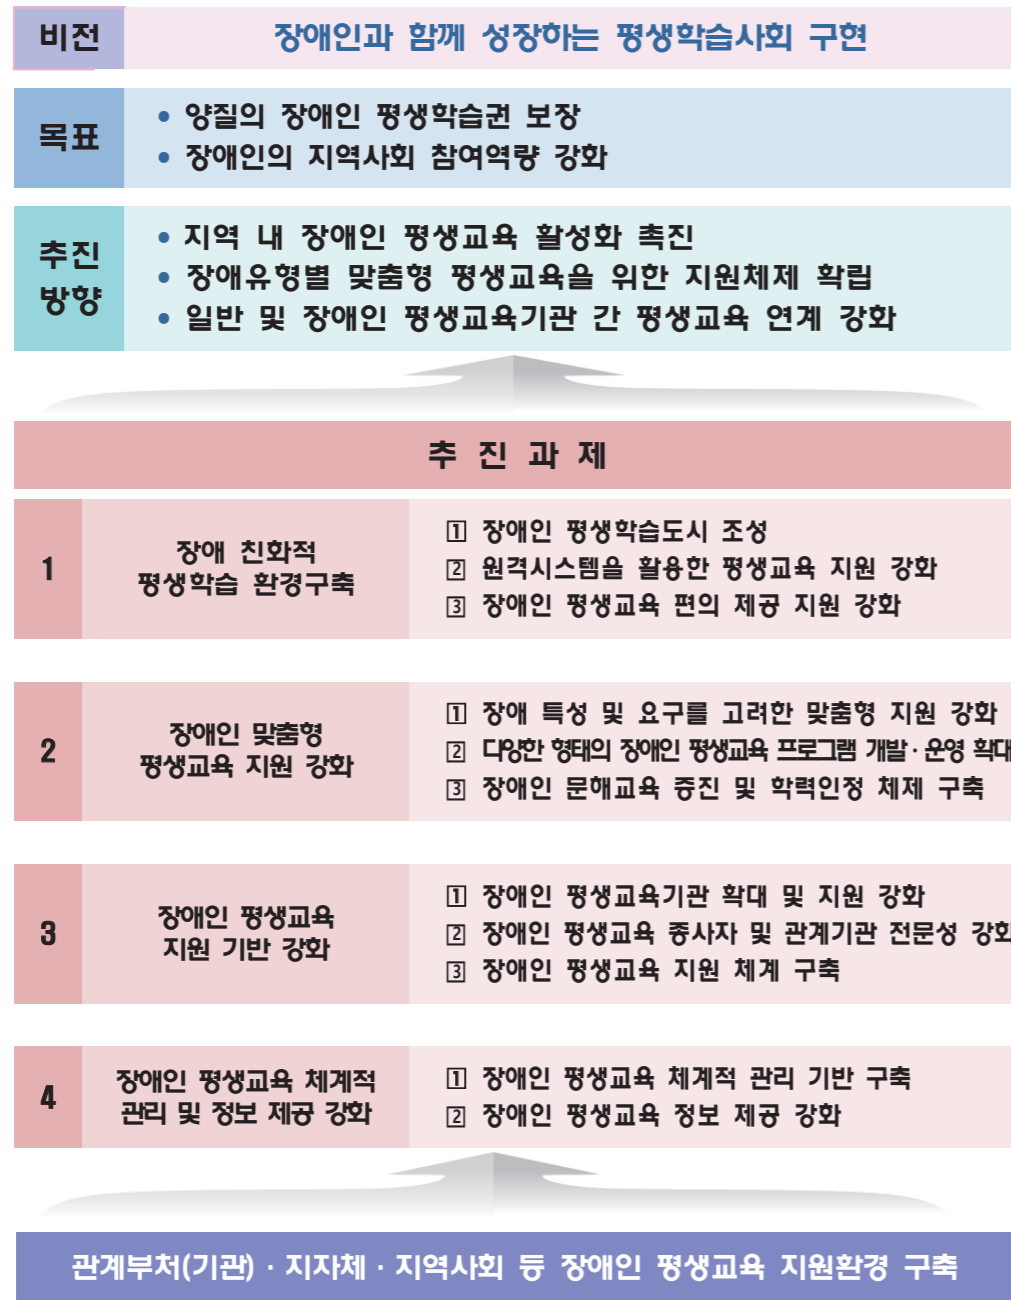 비전
장애인과 함께 성장하는 평생학습사회 구현
목표
• 양질의 장애인 평생학습권 보장
• 장애인의 지역사회 참여역량 강화
추진
방향
• 지역 내 장애인 평생교육 활성화 촉진
• 장애유형별 맞춤형 평생교육을 위한 지원체제 확립
• 일반 및 장애인 평생교육기관 간 평생교육 연계 강화
추 진 과 제
1
장애 친화적
평생학습 환경구축
1 장애인 평생학습도시 조성
2 원격시스템을 활용한 평생교육 지원 강화
3 장애인 평생교육 편의 제공 지원 강화
2
장애인 맞춤형
평생교육 지원 강화
1 장애 특성 및 요구를 고려한 맞춤형 지원 강화
2 다양한 형태의 장애인 평생교육 프로그램 개발 · 운영 확대
3 장애인 문해교육 증진 및 학력인정 체제 구축
3
장애인 평생교육
지원 기반 강화
1 장애인 평생교육기관 확대 및 지원 강화
2 장애인 평생교육 종사자 및 관계기관 전문성 강화
3 장애인 평생교육 지원 체계 구축
4
장애인 평생교육 체계적
관리 및 정보 제공 강화
1 장애인 평생교육 체계적 관리 기반 구축
2 장애인 평생교육 정보 제공 강화
관계부처(기관) · 지자체 · 지역사회 등 장애인 평생교육 지원환경 구축